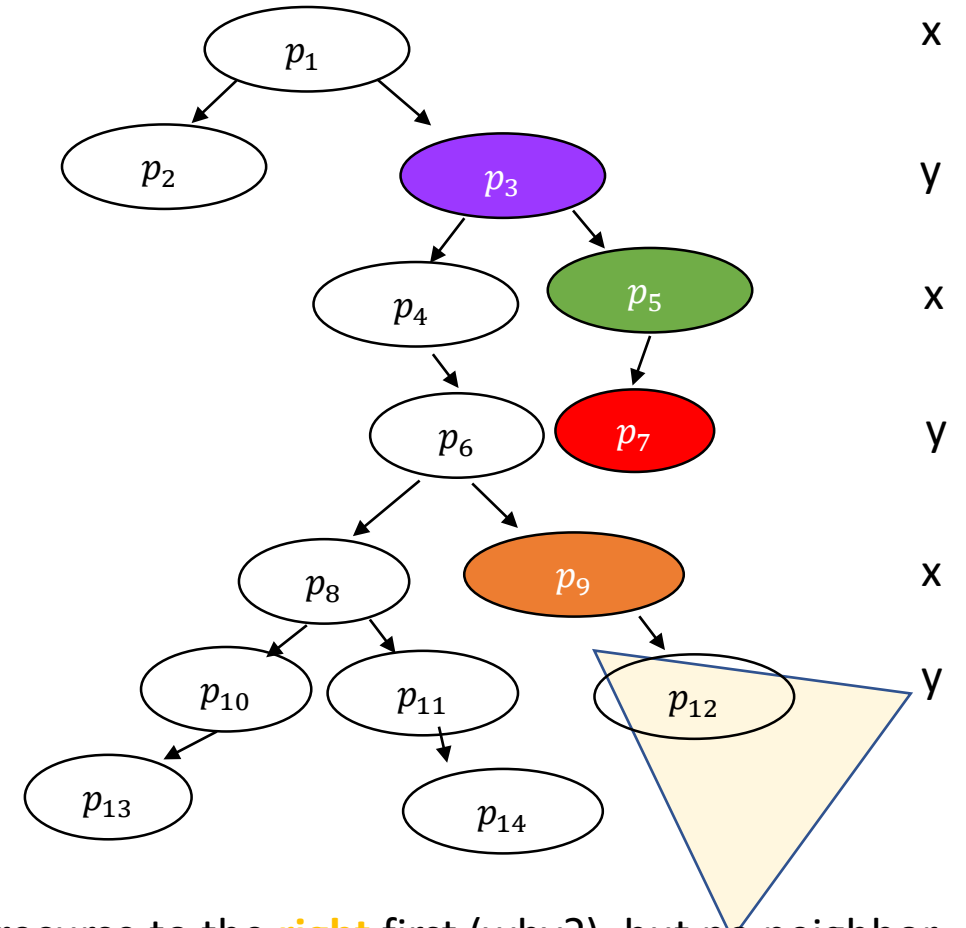 p₁ x
p₂ p₃ y
p₄ p₅ x
p₆ p₇ y
p₈ p₉ x
p₁₀ p₁₁ p₁₂ y
p₁₃ p₁₄
recurse to the right first (why?), but no neighbor